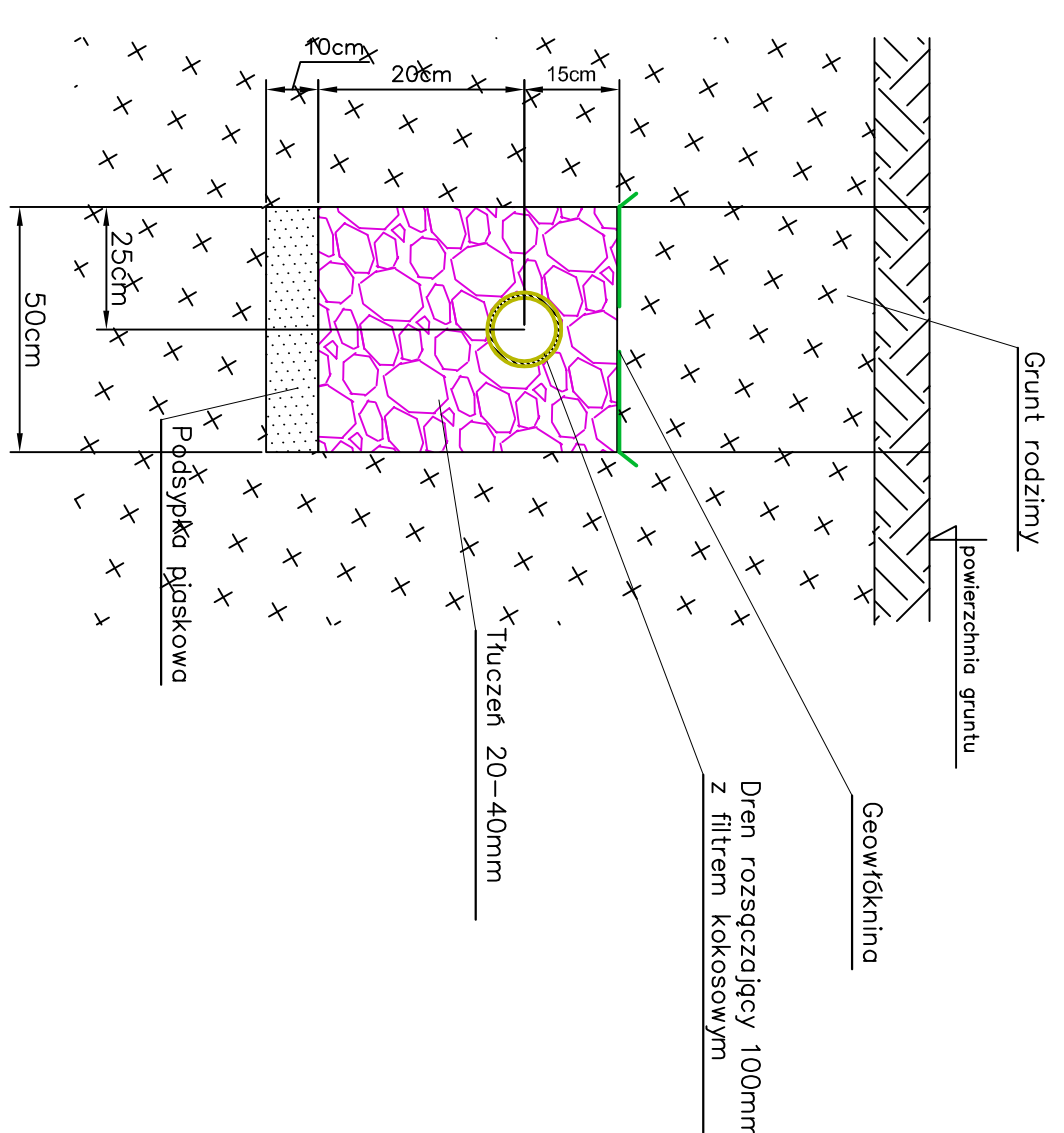 10cm
20cm
15cm
25cm
50cm
Grunt rodzimy
powierzchnia gruntu
Geowłóknina
Dren rozsączający 100mm
z filtrem kokosowym
Tłuczeń 20-40mm
Podsypka piaskowa